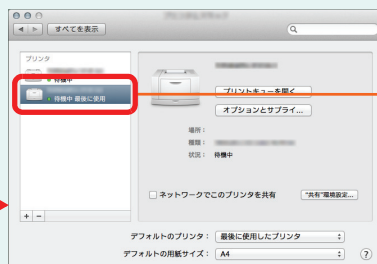 すべてを表示
プリンタ
待機中
待機中 最後に使用
プリントキューを開く
オプションとサプライ...
場所：
種類：
状況： 待機中
ネットワークでこのプリンタを共有
"共有"環境設定...
+ −
デフォルトのプリンタ： 最後に使用したプリンタ
デフォルトの用紙サイズ： A4
?